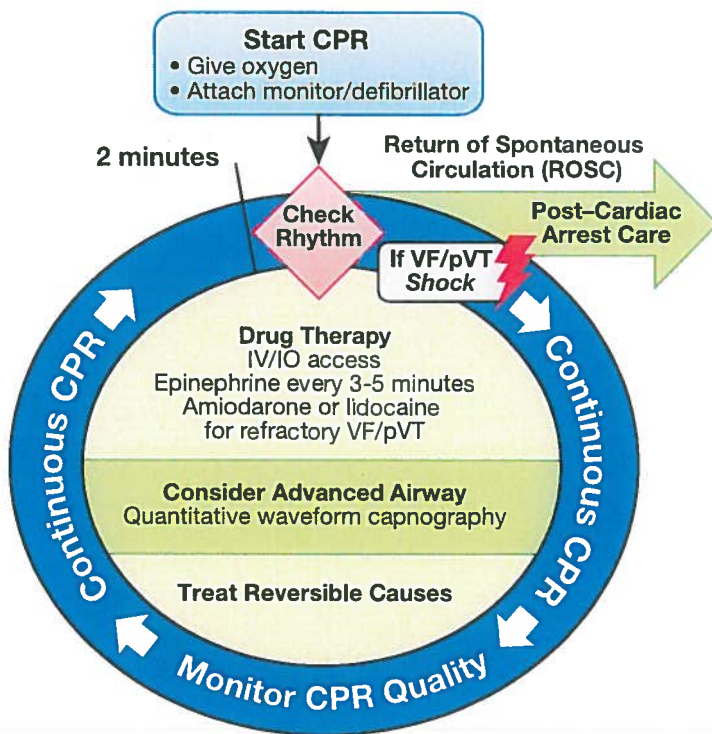 Start CPR
• Give oxygen
• Attach monitor/defibrillator
2 minutes
Return of Spontaneous
Circulation (ROSC)
Check
Rhythm
Post–Cardiac
Arrest Care
If VF/pVT
Shock
Drug Therapy
IV/IO access
Epinephrine every 3-5 minutes
Amiodarone or lidocaine
for refractory VF/pVT
Consider Advanced Airway
Quantitative waveform capnography
Treat Reversible Causes
Continuous CPR
Continuous CPR
Monitor CPR Quality